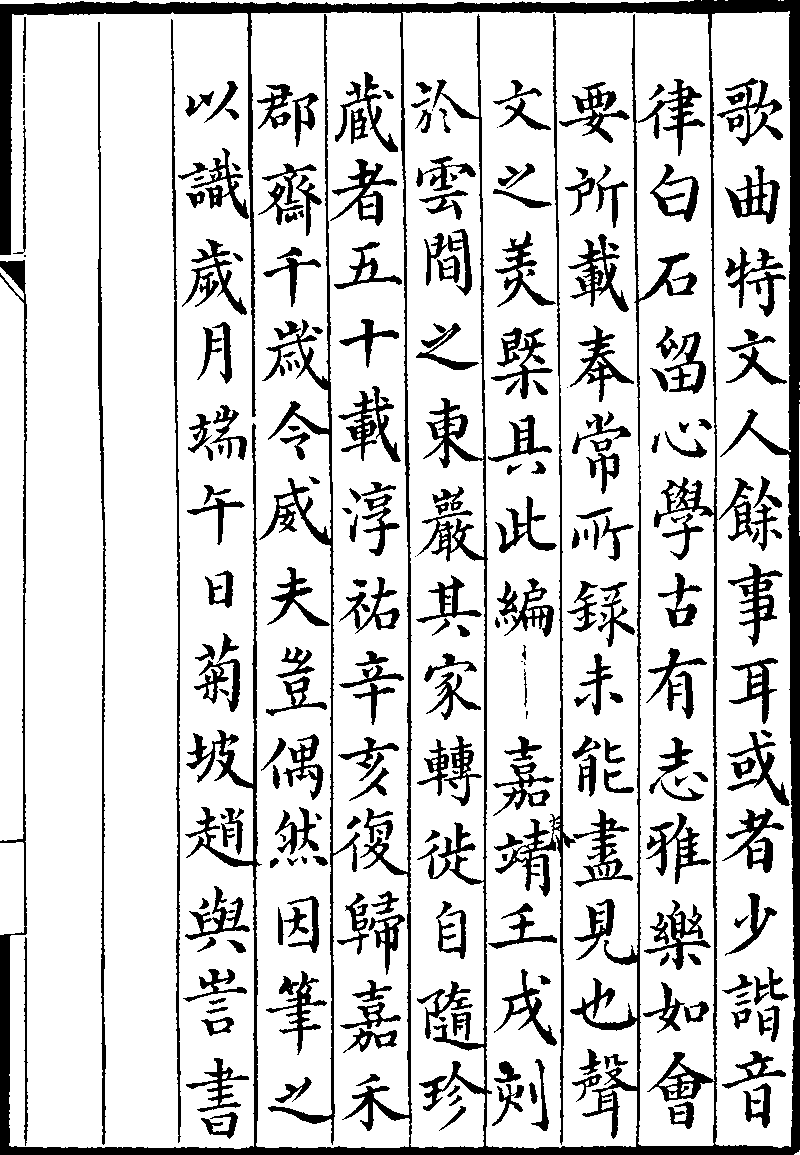 歌曲特文人餘事耳或者少諧音
律白石留心學古有志雅樂如會
要所載奉常所録未能盡見也聲
文之美槩具此編嘉靖壬戌刻
於雲間之東巖其家轉徙自隨珍
蔵者五十載淳祐辛亥復歸嘉禾
郡齋千歳令威夫豈偶然因筆之
以識歲月端午日菊坡趙與訔書